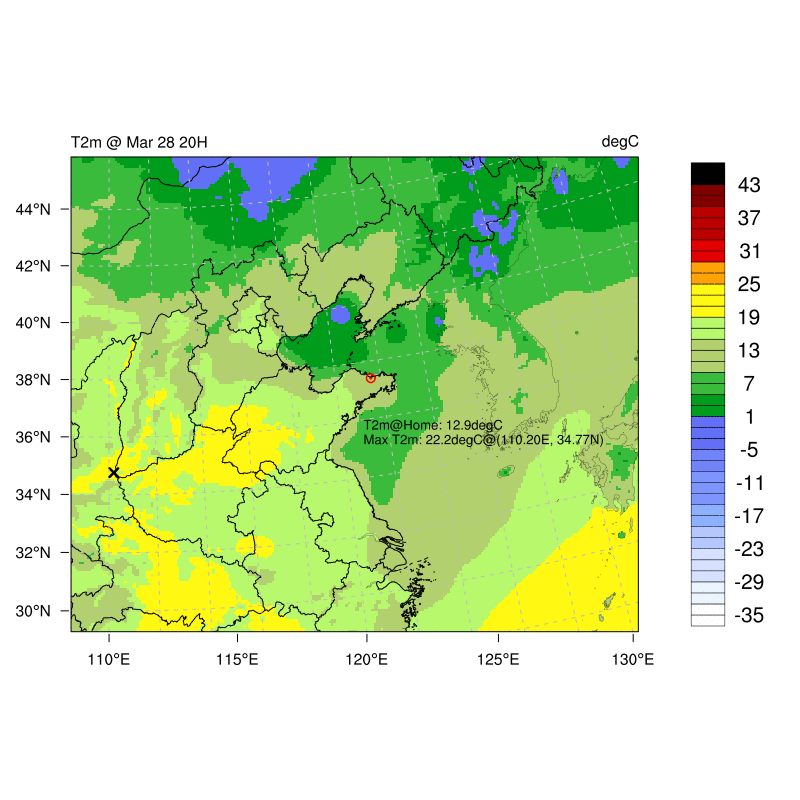 T2m @ Mar 28 20H
degC
44°N
42°N
40°N
38°N
36°N
34°N
32°N
30°N
110°E
115°E
120°E
125°E
130°E
T2m@Home: 12.9degC
Max T2m: 22.2degC@(110.20E, 34.77N)
43
37
31
25
19
13
7
1
-5
-11
-17
-23
-29
-35